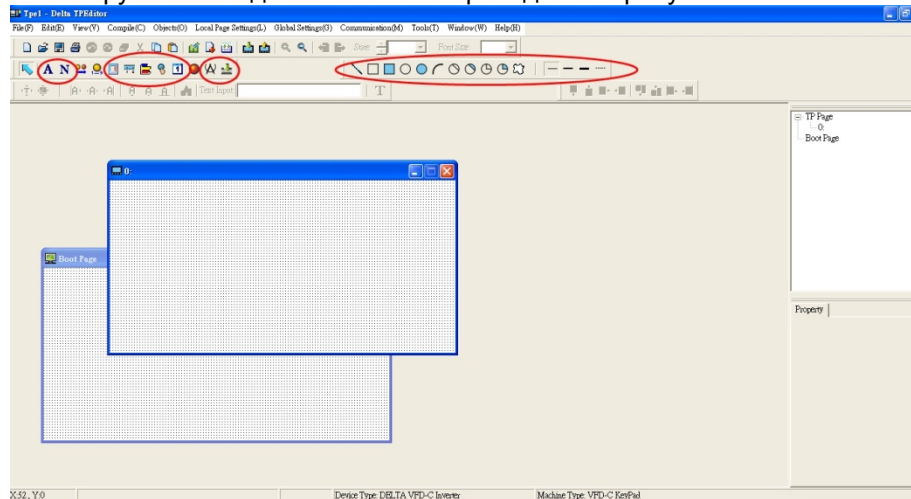 Tpe1 - Delta TPEditor
File(F) Edit(E) View(V) Compile(C) Objects(O) Local Page Settings(L) Global Settings(G) Communication(M) Tools(T) Window(W) Help(H)
Size Font Size
A N
Text Input T
TP Page
0:
Boot Page
0:
Boot Page
Property
X:52, Y:0 Device Type: DELTA VFD-C Inverter Machine Type: VFD-C KeyPad